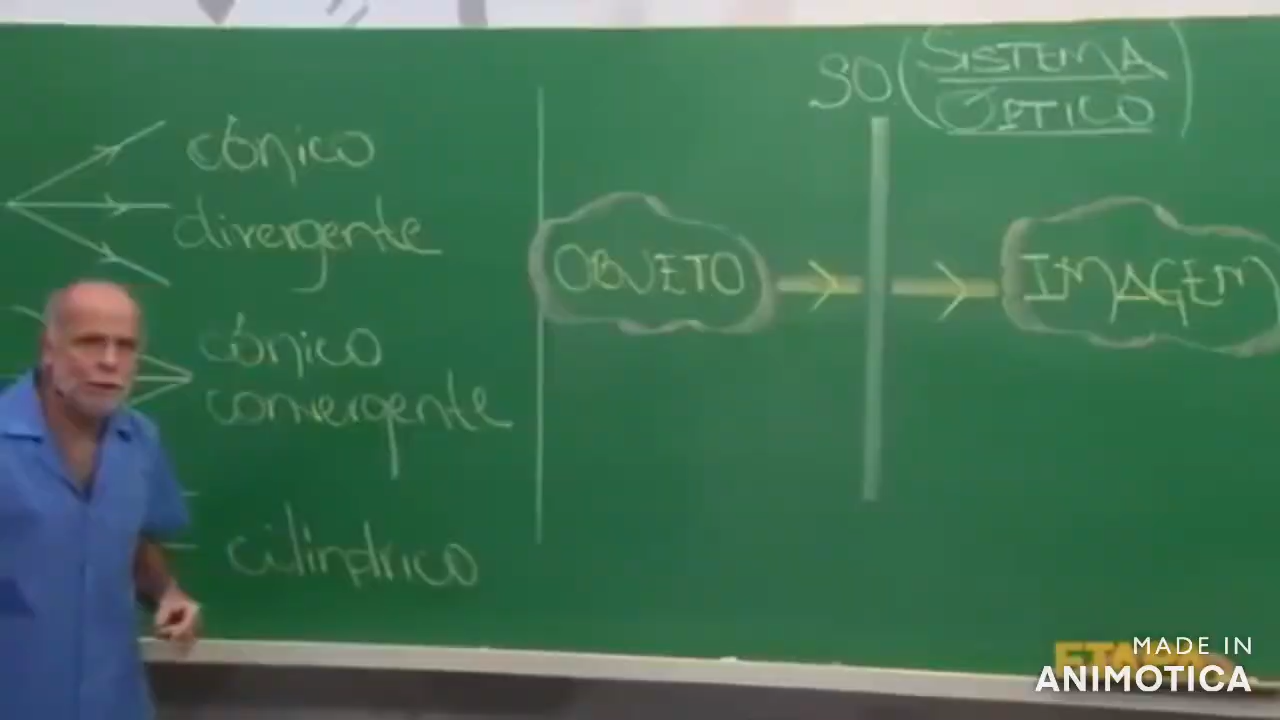 cônico
divergente
cônico
convergente
cilíndrico
SO (SISTEMA
ÓPTICO)
OBJETO
IMAGEM
MADE IN
ANIMOTICA